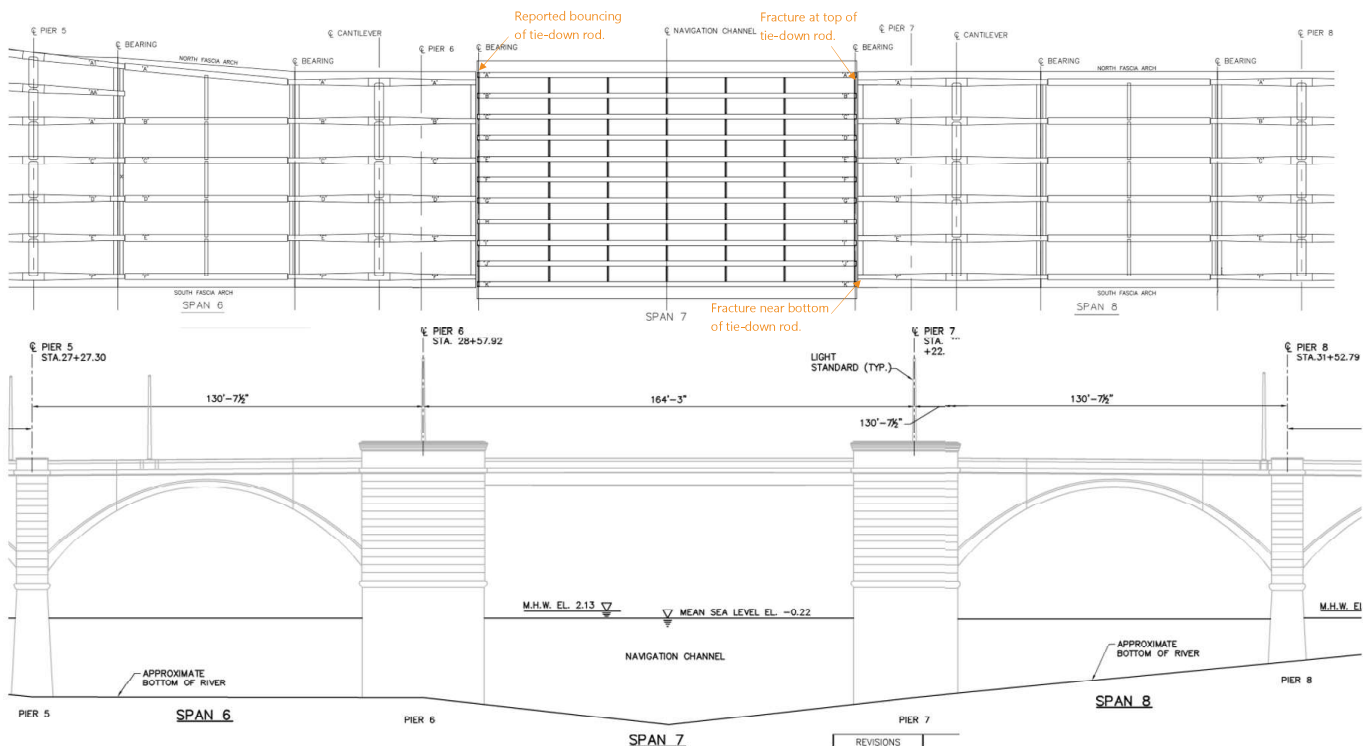 Reported bouncing
of tie-down rod.
Fracture at top of
tie-down rod.
℄ PIER 5
℄ BEARING
℄ CANTILEVER
℄ PIER 6
℄ BEARING
℄ NAVIGATION CHANNEL
℄ BEARING
℄ PIER 7
℄ CANTILEVER
℄ BEARING
℄ BEARING
℄ PIER 8
NORTH FASCIA ARCH
℄ BEARING
NORTH FASCIA ARCH
'A' 'A' 'A' 'A' 'A' 'A' 'A'
'AA'
'A' 'B' 'B' 'B' 'B' 'B' 'B' 'B' 'B'
'C' 'C'
'D' 'D'
'C' 'C' 'C' 'E' 'E' 'C' 'C' 'C'
'F' 'F'
'D' 'D' 'D' 'G' 'G' 'D' 'D' 'D'
'H' 'H'
'E' 'E' 'E' 'E' 'E' 'E' 'E'
'J' 'J'
'F' 'F' 'F' 'K' 'K' 'F' 'F' 'F'
SOUTH FASCIA ARCH
SPAN 6
SPAN 7
Fracture near bottom
of tie-down rod.
SOUTH FASCIA ARCH
SPAN 8
℄ PIER 5
STA.27+27.30
℄ PIER 6
STA. 28+57.92
℄ PIER 7
STA.
+22.
℄ PIER 8
STA.31+52.79
LIGHT
STANDARD (TYP.)
130'-7½"
164'-3"
130'-7½"
130'-7½"
M.H.W. EL. 2.13
MEAN SEA LEVEL EL. -0.22
M.H.W. EL
NAVIGATION CHANNEL
APPROXIMATE
BOTTOM OF RIVER
APPROXIMATE
BOTTOM OF RIVER
PIER 5
SPAN 6
PIER 6
SPAN 7
PIER 7
SPAN 8
PIER 8
REVISIONS